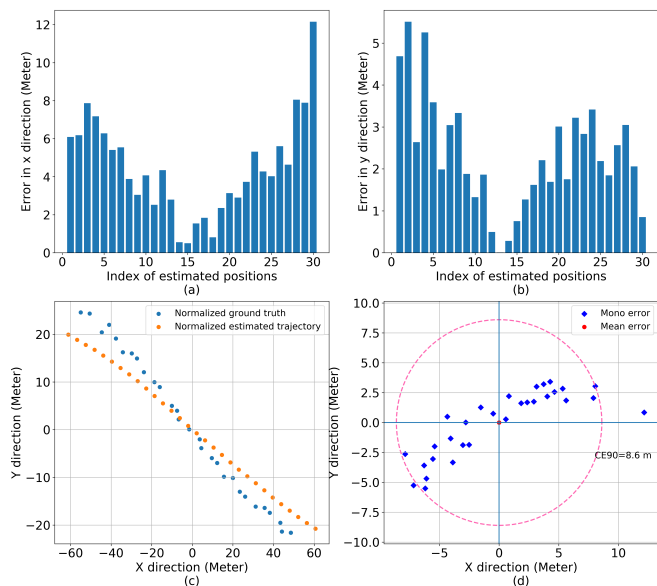 12
10
8
6
4
2
0
Error in x direction (Meter)
0 5 10 15 20 25 30
Index of estimated positions
(a)
5
4
3
2
1
0
Error in y direction (Meter)
0 5 10 15 20 25 30
Index of estimated positions
(b)
20
10
0
−10
−20
Y direction (Meter)
Normalized ground truth
Normalized estimated trajectory
−60 −40 −20 0 20 40 60
X direction (Meter)
(c)
10.0
7.5
5.0
2.5
0.0
−2.5
−5.0
−7.5
−10.0
Y direction (Meter)
Mono error
Mean error
CE90=8.6 m
−5 0 5 10
X direction (Meter)
(d)